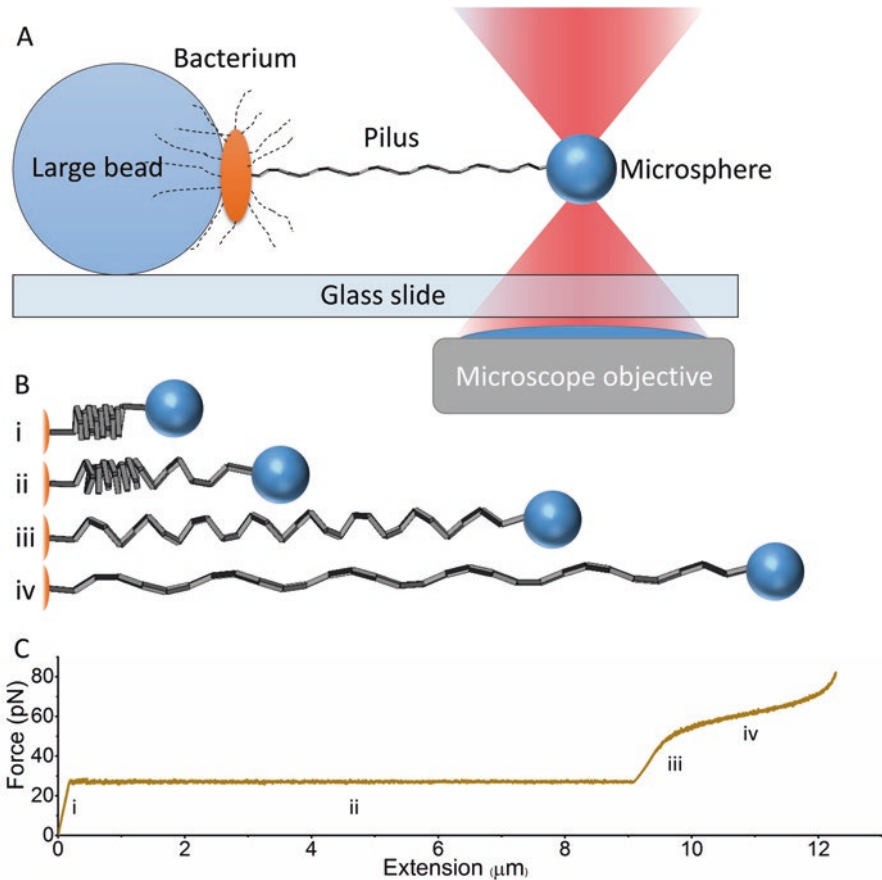 A
Bacterium
Pilus
Large bead
Microsphere
Glass slide
Microscope objective
B
i
ii
iii
iv
C
80
60
40
20
0
Force (pN)
i
ii
iii
iv
0 2 4 6 8 10 12
Extension (μm)